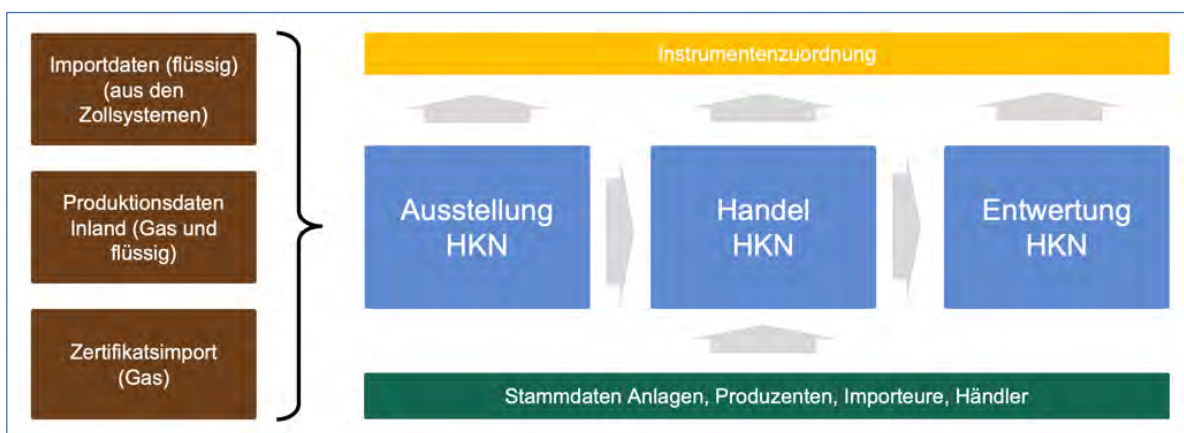 Importdaten (flüssig)
(aus den
Zollsystemen)
Produktionsdaten
Inland (Gas und
flüssig)
Zertifikatsimport
(Gas)
Instrumentenzuordnung
Ausstellung
HKN
Handel
HKN
Entwertung
HKN
Stammdaten Anlagen, Produzenten, Importeure, Händler